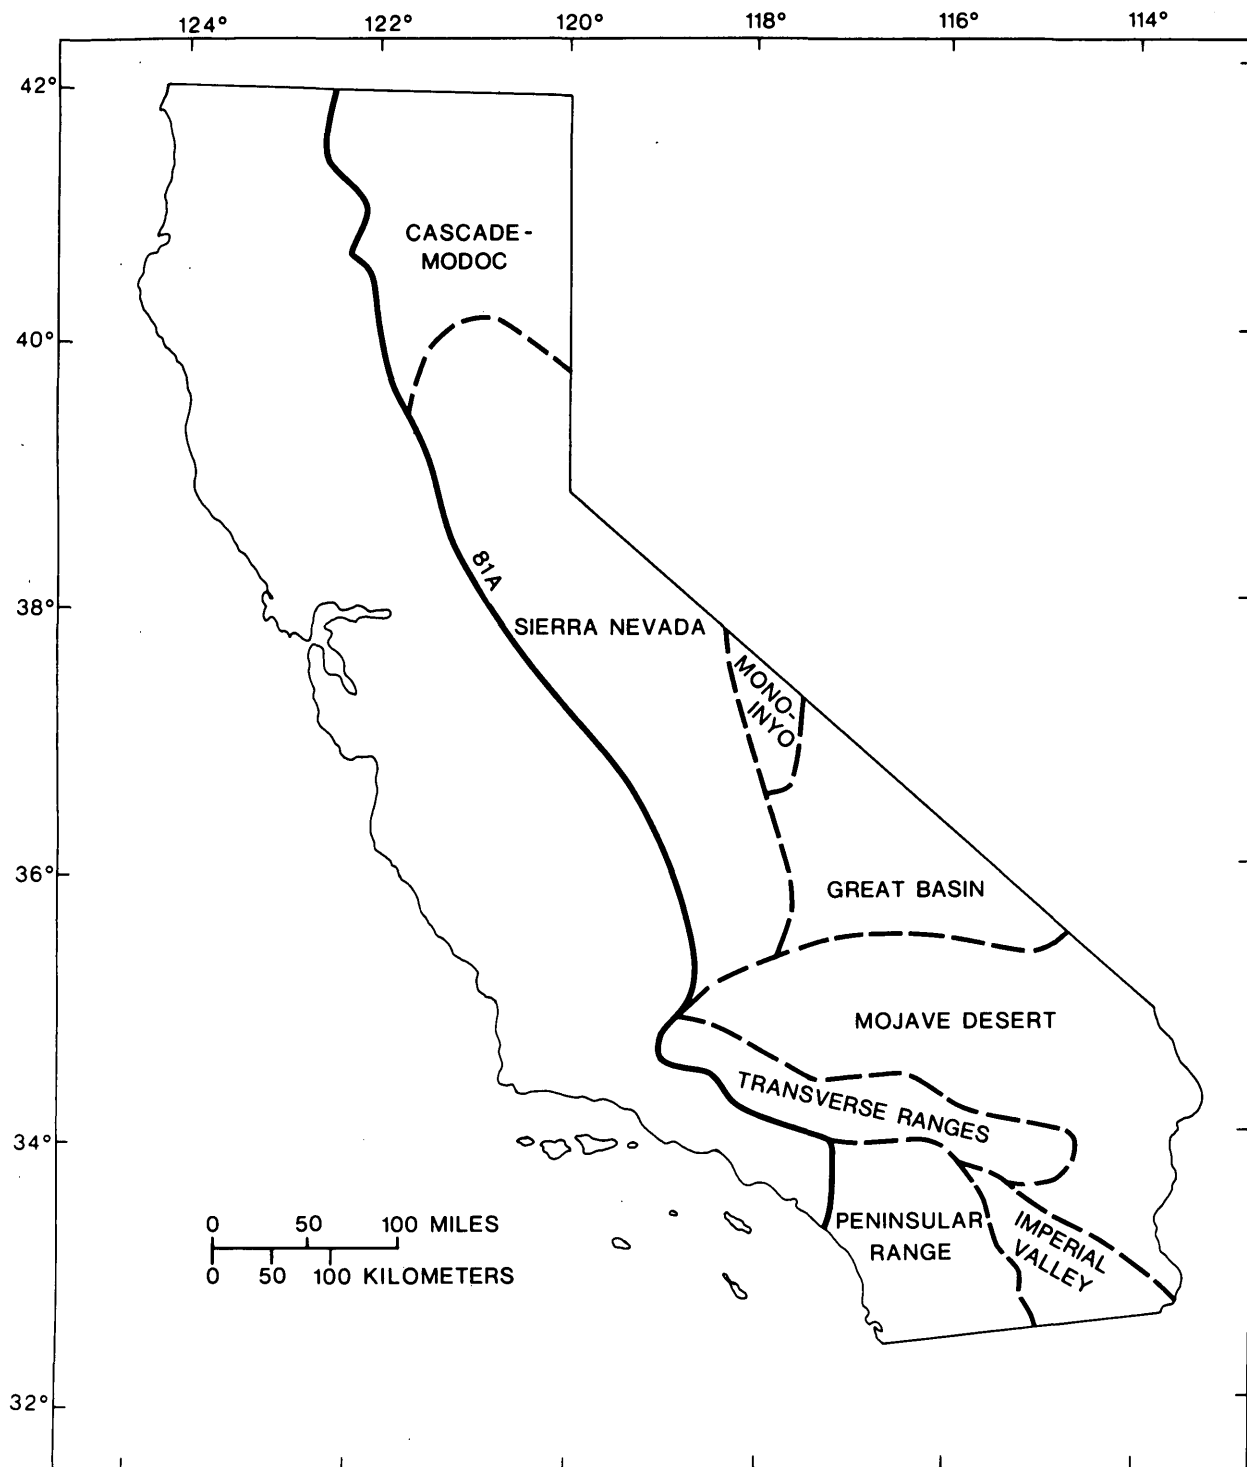 124° 122° 120° 118° 116° 114°
42°
CASCADE-
MODOC
40°
81A
38°
SIERRA NEVADA
MONO-
INYO
36°
GREAT BASIN
MOJAVE DESERT
TRANSVERSE RANGES
34°
PENINSULAR
RANGE
IMPERIAL
VALLEY
0 50 100 MILES
0 50 100 KILOMETERS
32°